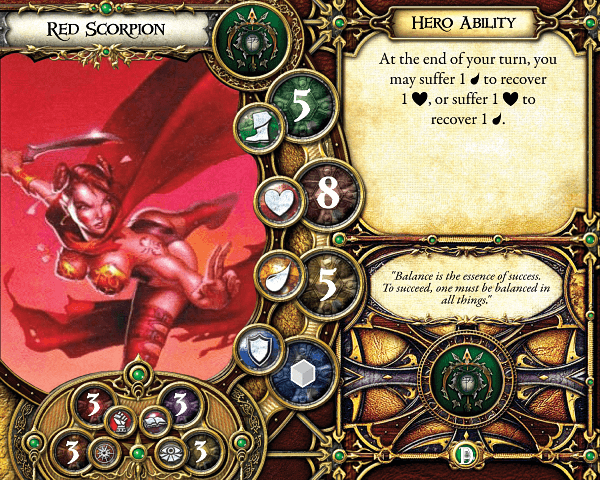 RED SCORPION
HERO ABILITY
At the end of your turn, you
may suffer 1 to recover
1 , or suffer 1 to
recover 1 .
5
8
5
"Balance is the essence of success.
To succeed, one must be balanced in
all things."
3 3
3 3